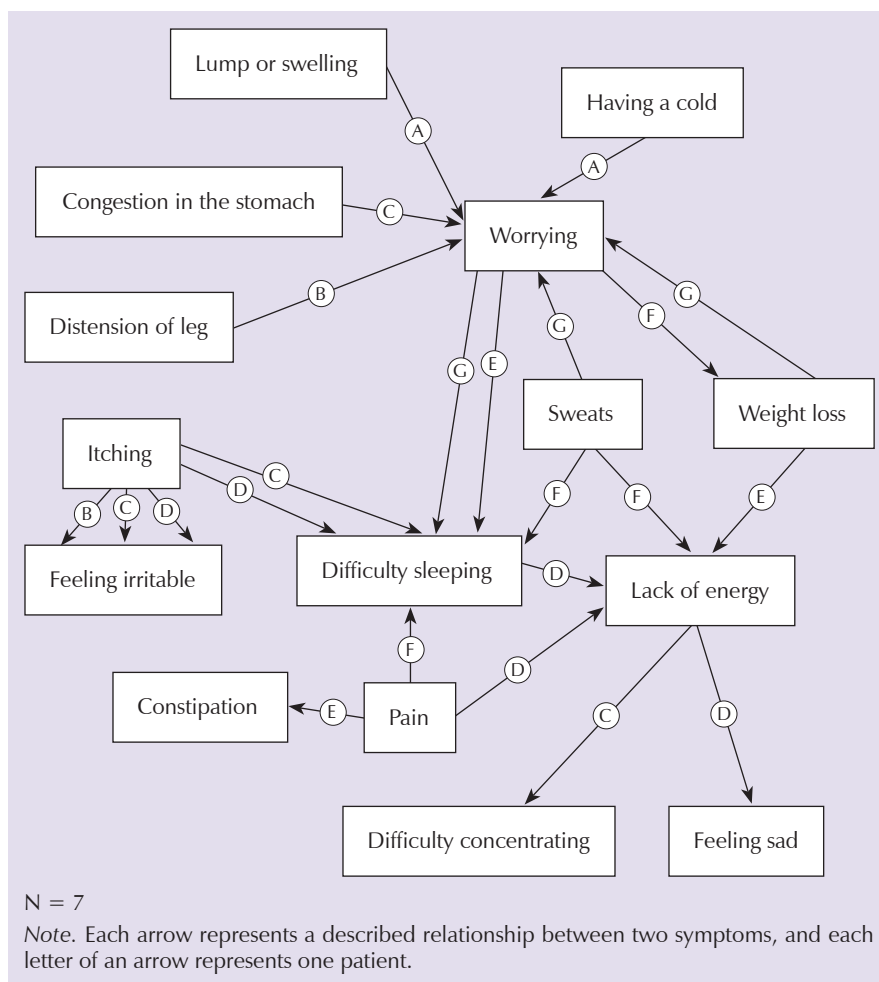 Lump or swelling
Having a cold
A
A
Congestion in the stomach
C
Worrying
B
G
Distension of leg
F
G
G
E
Sweats
Weight loss
Itching
C
D
F
F
E
B
C
D
Feeling irritable
Difficulty sleeping
D
Lack of energy
F
D
Constipation
E
Pain
C
D
Difficulty concentrating
Feeling sad
N = 7
Note. Each arrow represents a described relationship between two symptoms, and each
letter of an arrow represents one patient.